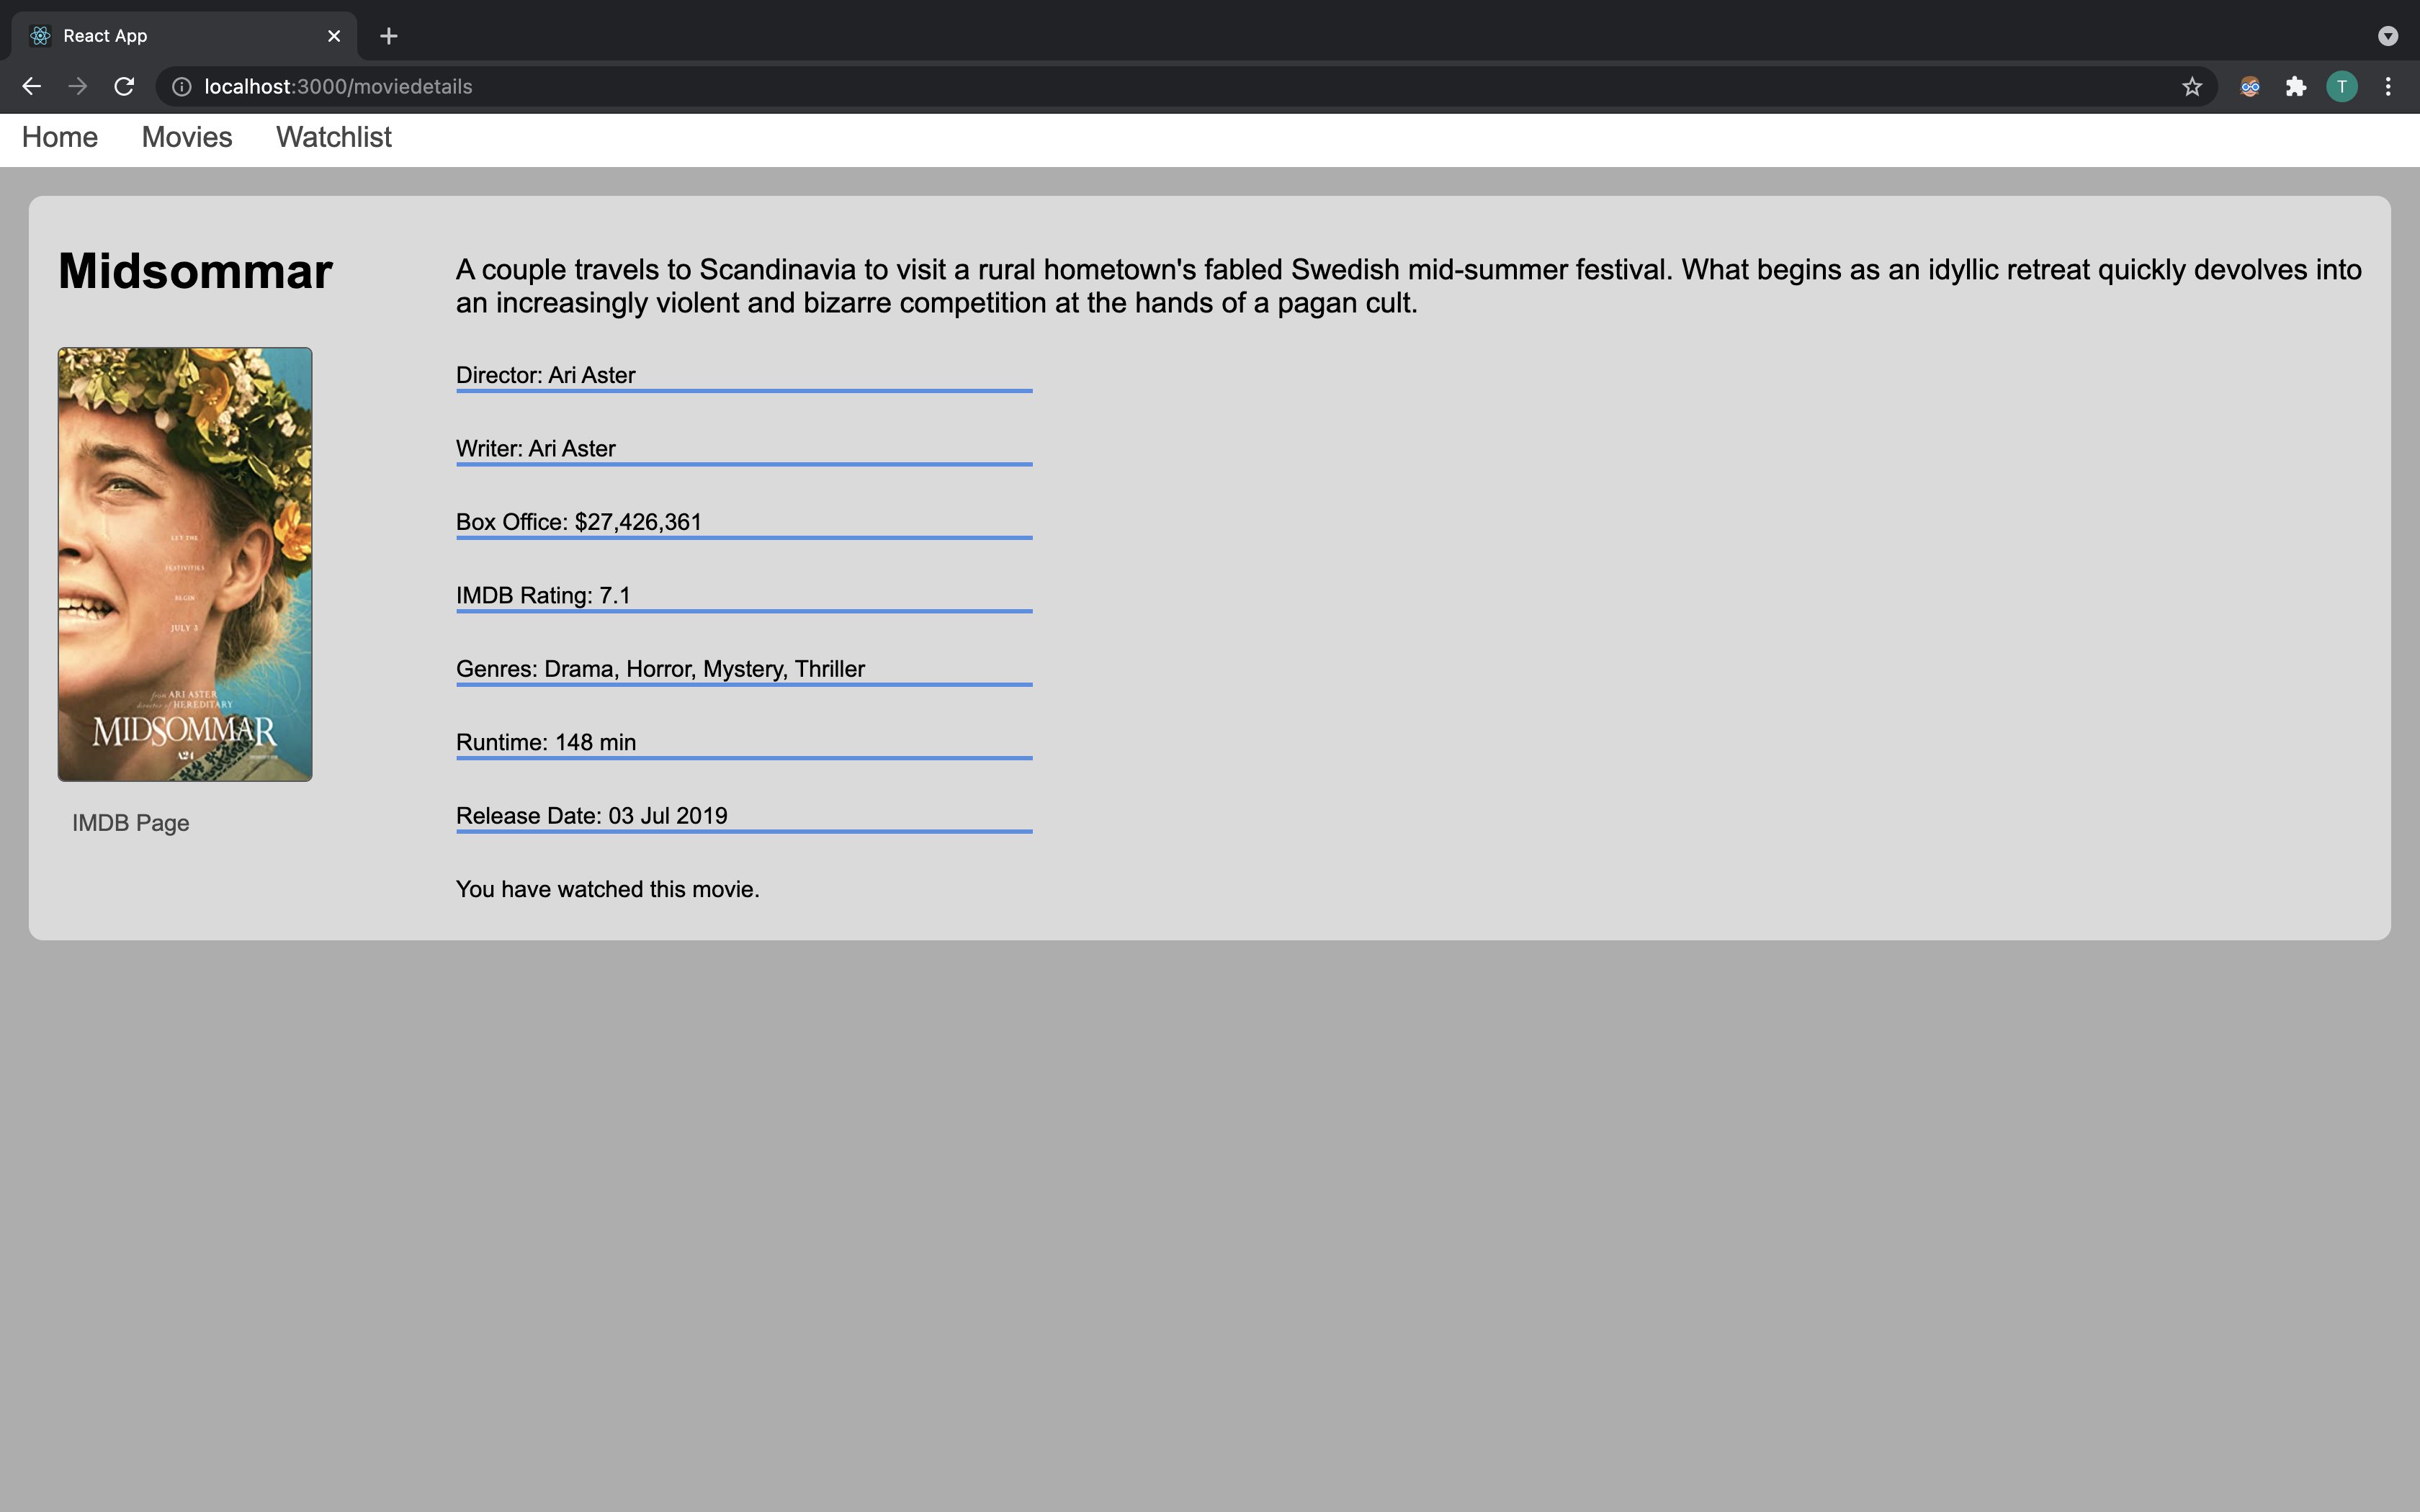 React App
localhost:3000/moviedetails
T
Home Movies Watchlist
Midsommar
A couple travels to Scandinavia to visit a rural hometown's fabled Swedish mid-summer festival. What begins as an idyllic retreat quickly devolves into
an increasingly violent and bizarre competition at the hands of a pagan cult.
LET THE
FESTIVITIES
BEGIN
JULY 3
from ARI ASTER
director of HEREDITARY
MIDSOMMAR
A24
IMDB Page
Director: Ari Aster
Writer: Ari Aster
Box Office: $27,426,361
IMDB Rating: 7.1
Genres: Drama, Horror, Mystery, Thriller
Runtime: 148 min
Release Date: 03 Jul 2019
You have watched this movie.